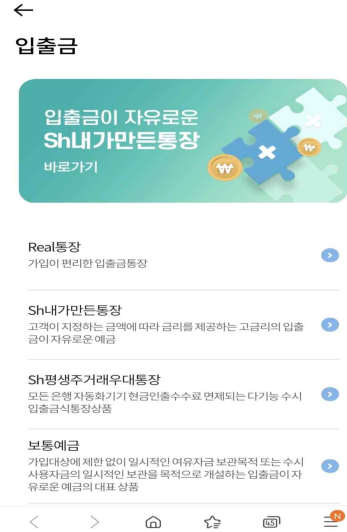 입출금
입출금이 자유로운
Sh내가만든통장
바로가기
Real통장
가입이 편리한 입출금통장
Sh내가만든통장
고객이 지정하는 금액에 따라 금리를 제공하는 고금리의 입출
금이 자유로운 예금
Sh평생주거래우대통장
모든 은행 자동화기기 현금인출수수료 면제되는 다기능 수시
입출금식통장상품
보통예금
가입대상에 제한 없이 일시적인 여유자금 보관목적 또는 수시
사용자금의 일시적인 보관을 목적으로 개설하는 입출금이 자
유로운 예금의 대표 상품
45
N